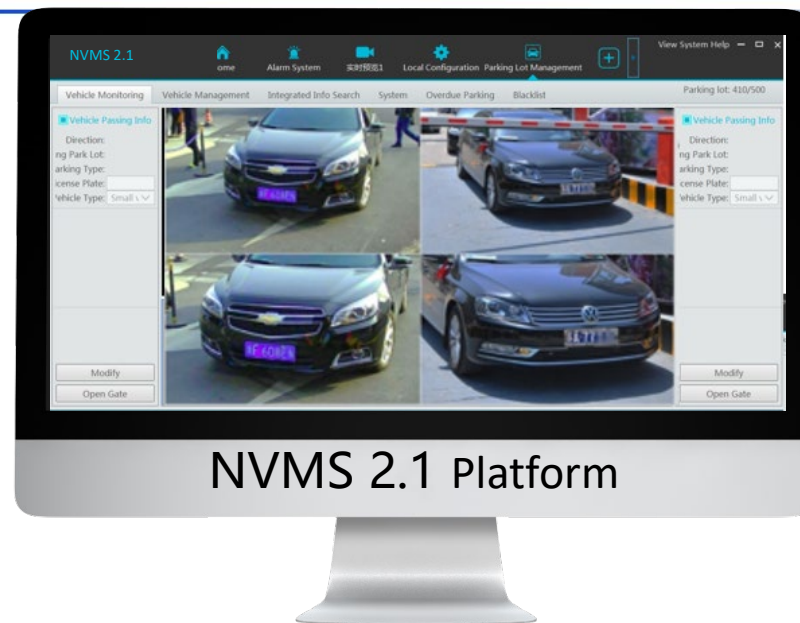 NVMS 2.1
ome
Alarm System
实时预览1
Local Configuration
Parking Lot Management
View System Help
Vehicle Monitoring
Vehicle Management
Integrated Info Search
System
Overdue Parking
Blacklist
Parking lot: 410/500
Vehicle Passing Info
Direction:
ng Park Lot:
arking Type:
icense Plate:
'ehicle Type: Small
Modify
Open Gate
Vehicle Passing Info
Direction:
ng Park Lot:
arking Type:
cense Plate:
'ehicle Type: Small
Modify
Open Gate
NVMS 2.1 Platform